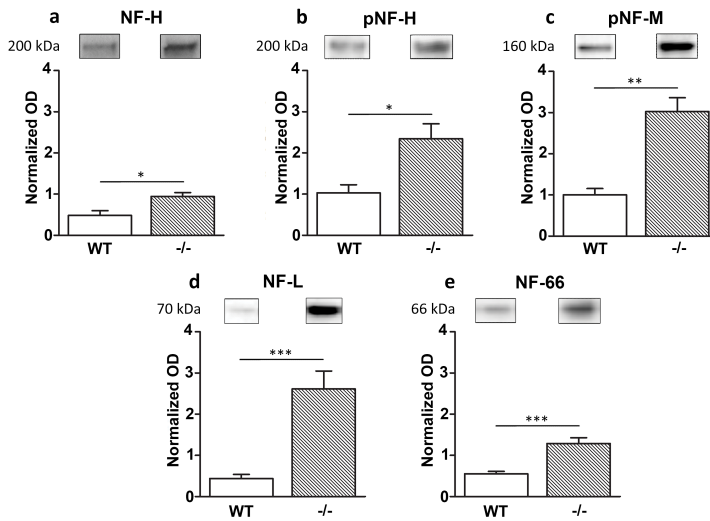 a NF-H
200 kDa
Normalized OD
4
3
2
1
0
*
WT -/-
b pNF-H
200 kDa
Normalized OD
4
3
2
1
0
*
WT -/-
c pNF-M
160 kDa
Normalized OD
4
3
2
1
0
**
WT -/-
d NF-L
70 kDa
Normalized OD
4
3
2
1
0
***
WT -/-
e NF-66
66 kDa
Normalized OD
4
3
2
1
0
***
WT -/-